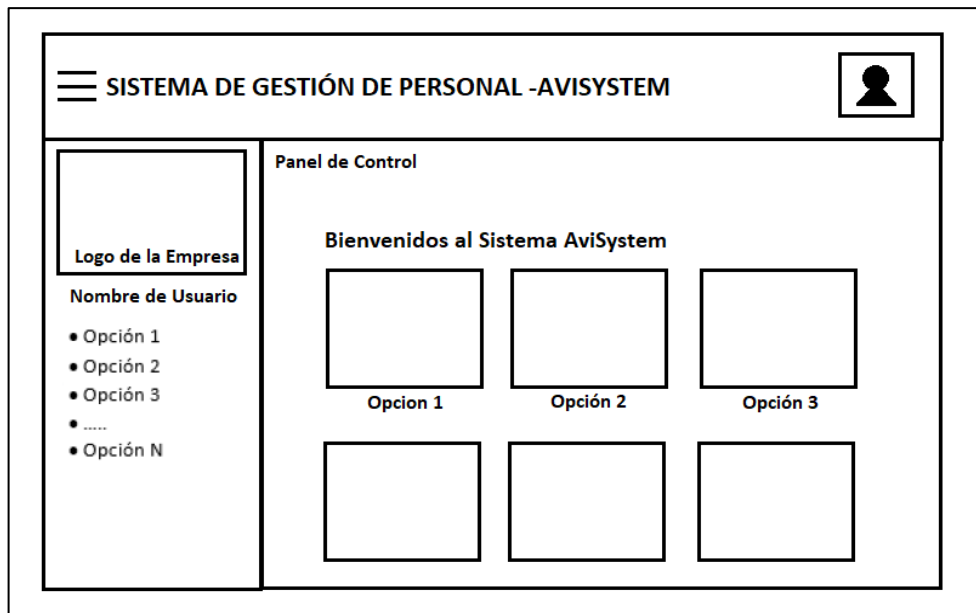 SISTEMA DE GESTIÓN DE PERSONAL -AVISYSTEM
Logo de la Empresa
Nombre de Usuario
• Opción 1
• Opción 2
• Opción 3
• .....
• Opción N
Panel de Control
Bienvenidos al Sistema AviSystem
Opcion 1
Opción 2
Opción 3